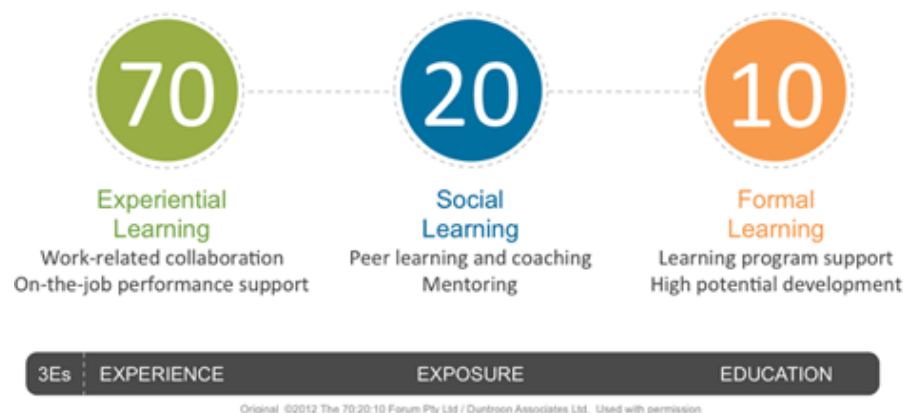 70
20
10
Experiential
Learning
Work-related collaboration
On-the-job performance support
Social
Learning
Peer learning and coaching
Mentoring
Formal
Learning
Learning program support
High potential development
3Es EXPERIENCE EXPOSURE EDUCATION
Original ©2012 The 70:20:10 Forum Pty Ltd / Duntroon Associates Ltd. Used with permission